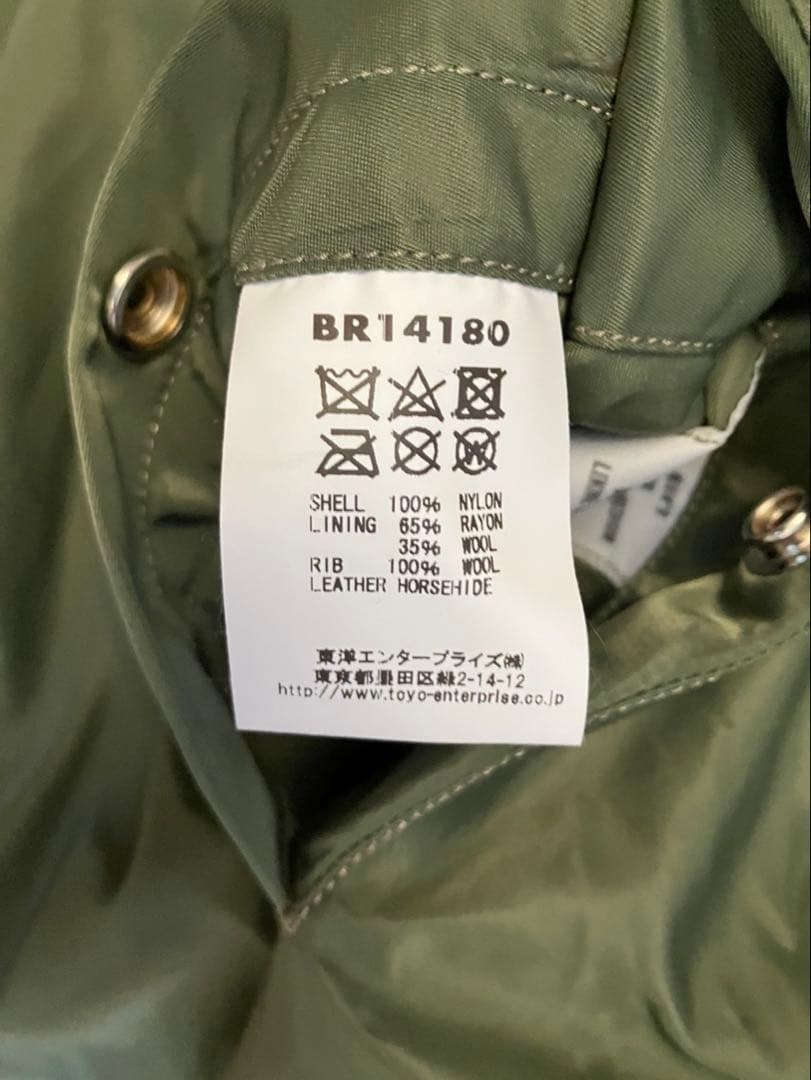 BR14180
SHELL 100% NYLON
LINING 65% RAYON
35% WOOL
RIB 100% WOOL
LEATHER HORSEHIDE
東洋エンタープライズ㈱
東京都墨田区緑2-14-12
http://www.toyo-enterprise.co.jp